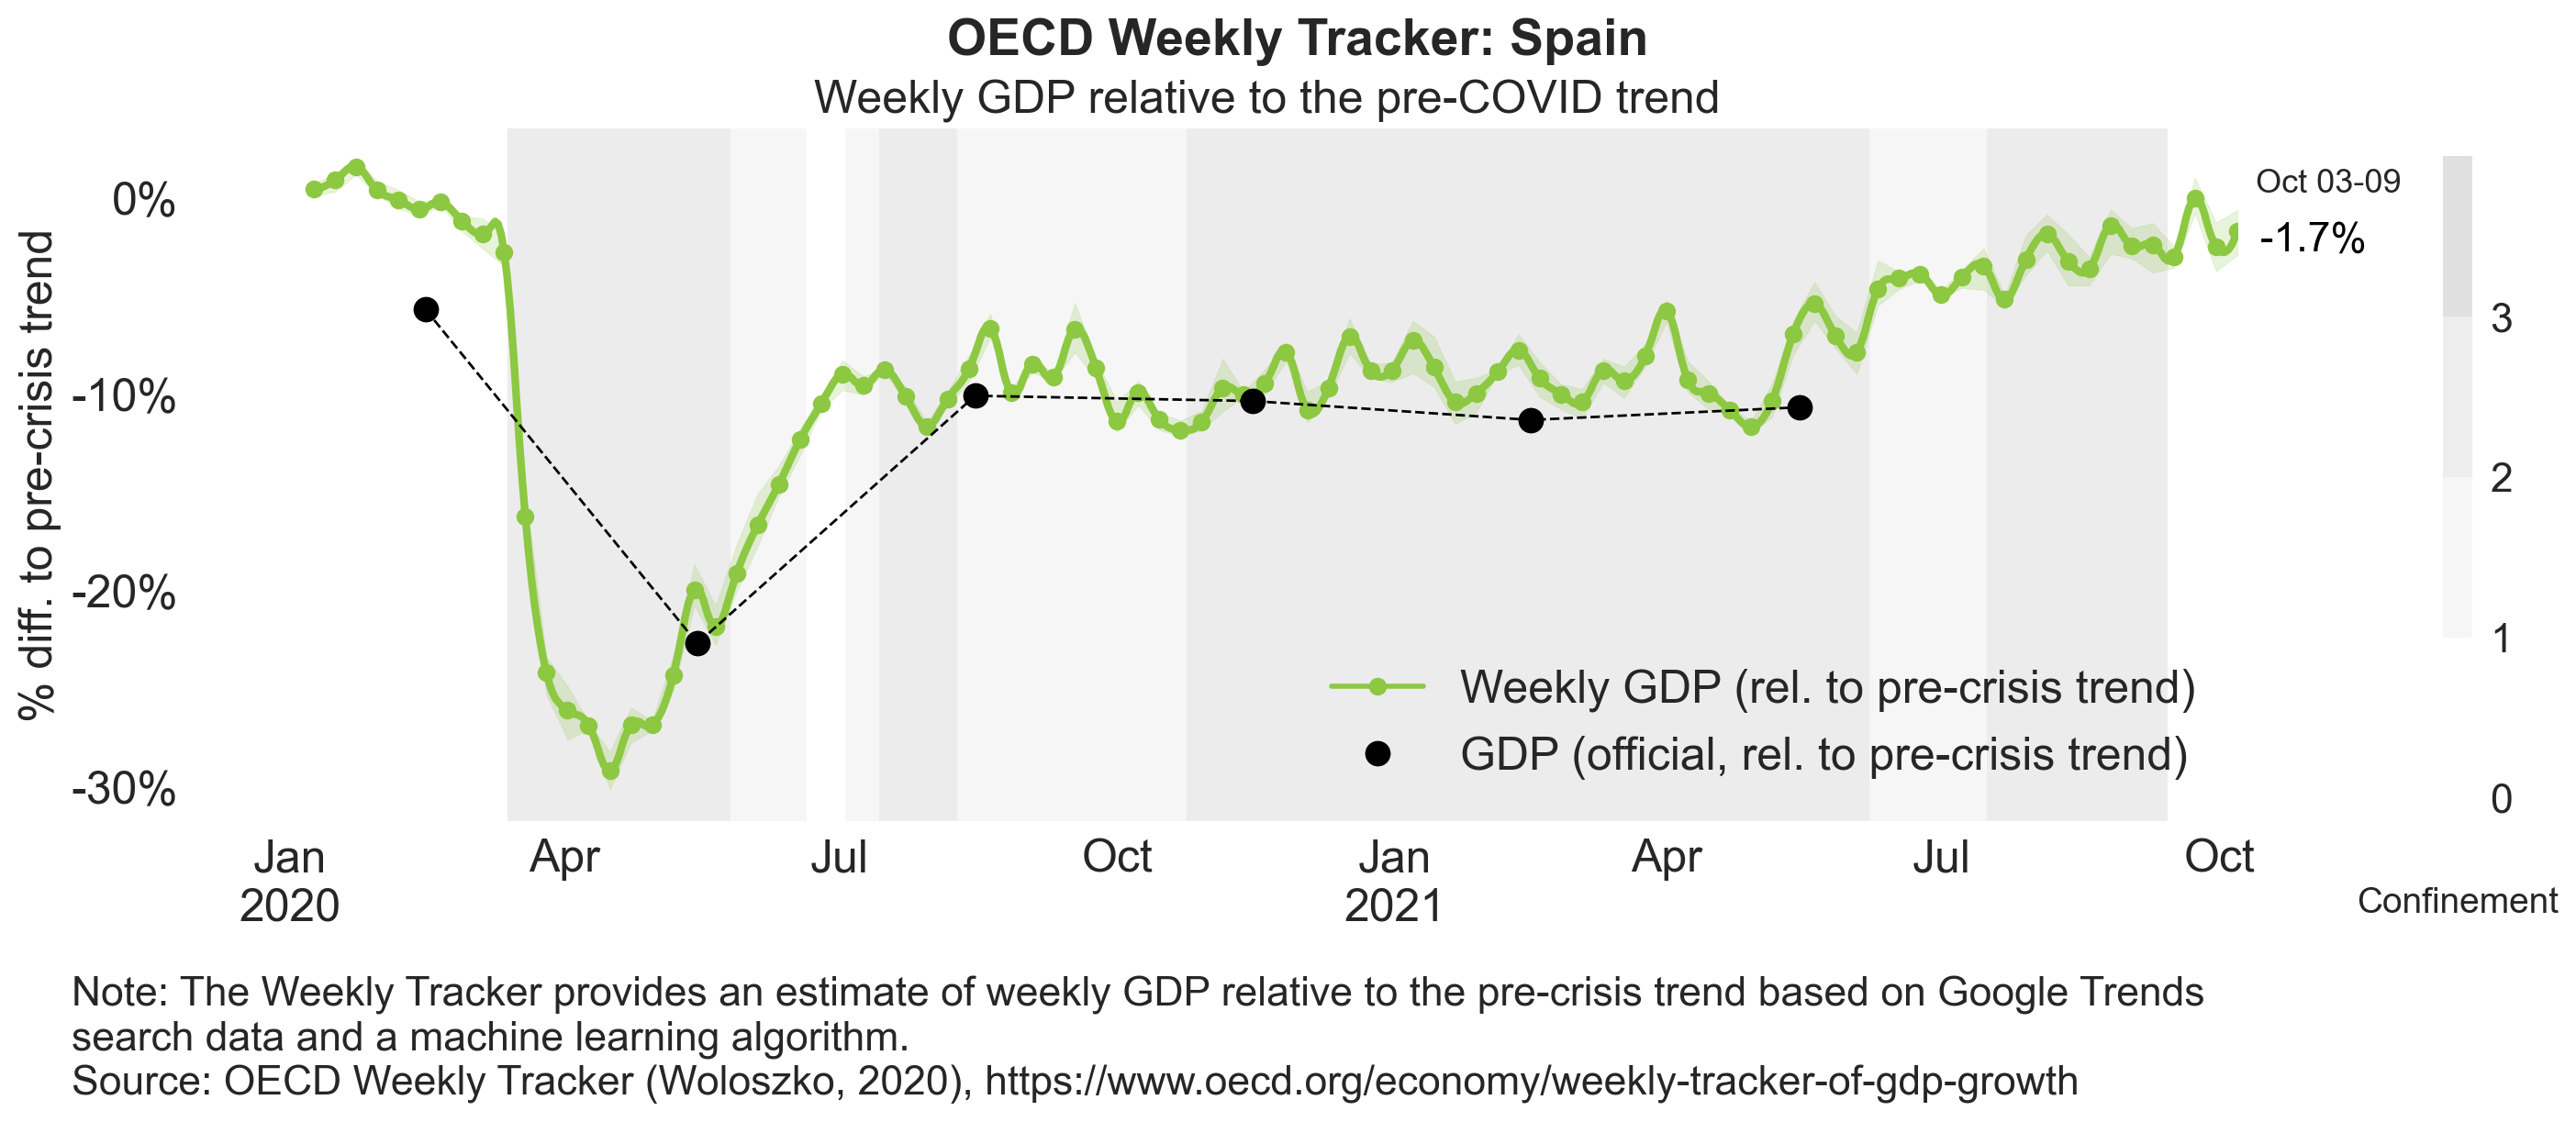 OECD Weekly Tracker: Spain
Weekly GDP relative to the pre-COVID trend
% diff. to pre-crisis trend
0%
-10%
-20%
-30%
Oct 03-09
-1.7%
3
2
1
0
Confinement
Weekly GDP (rel. to pre-crisis trend)
GDP (official, rel. to pre-crisis trend)
Jan Apr Jul Oct Jan Apr Jul Oct
2020 2021
Note: The Weekly Tracker provides an estimate of weekly GDP relative to the pre-crisis trend based on Google Trends
search data and a machine learning algorithm.
Source: OECD Weekly Tracker (Woloszko, 2020), https://www.oecd.org/economy/weekly-tracker-of-gdp-growth